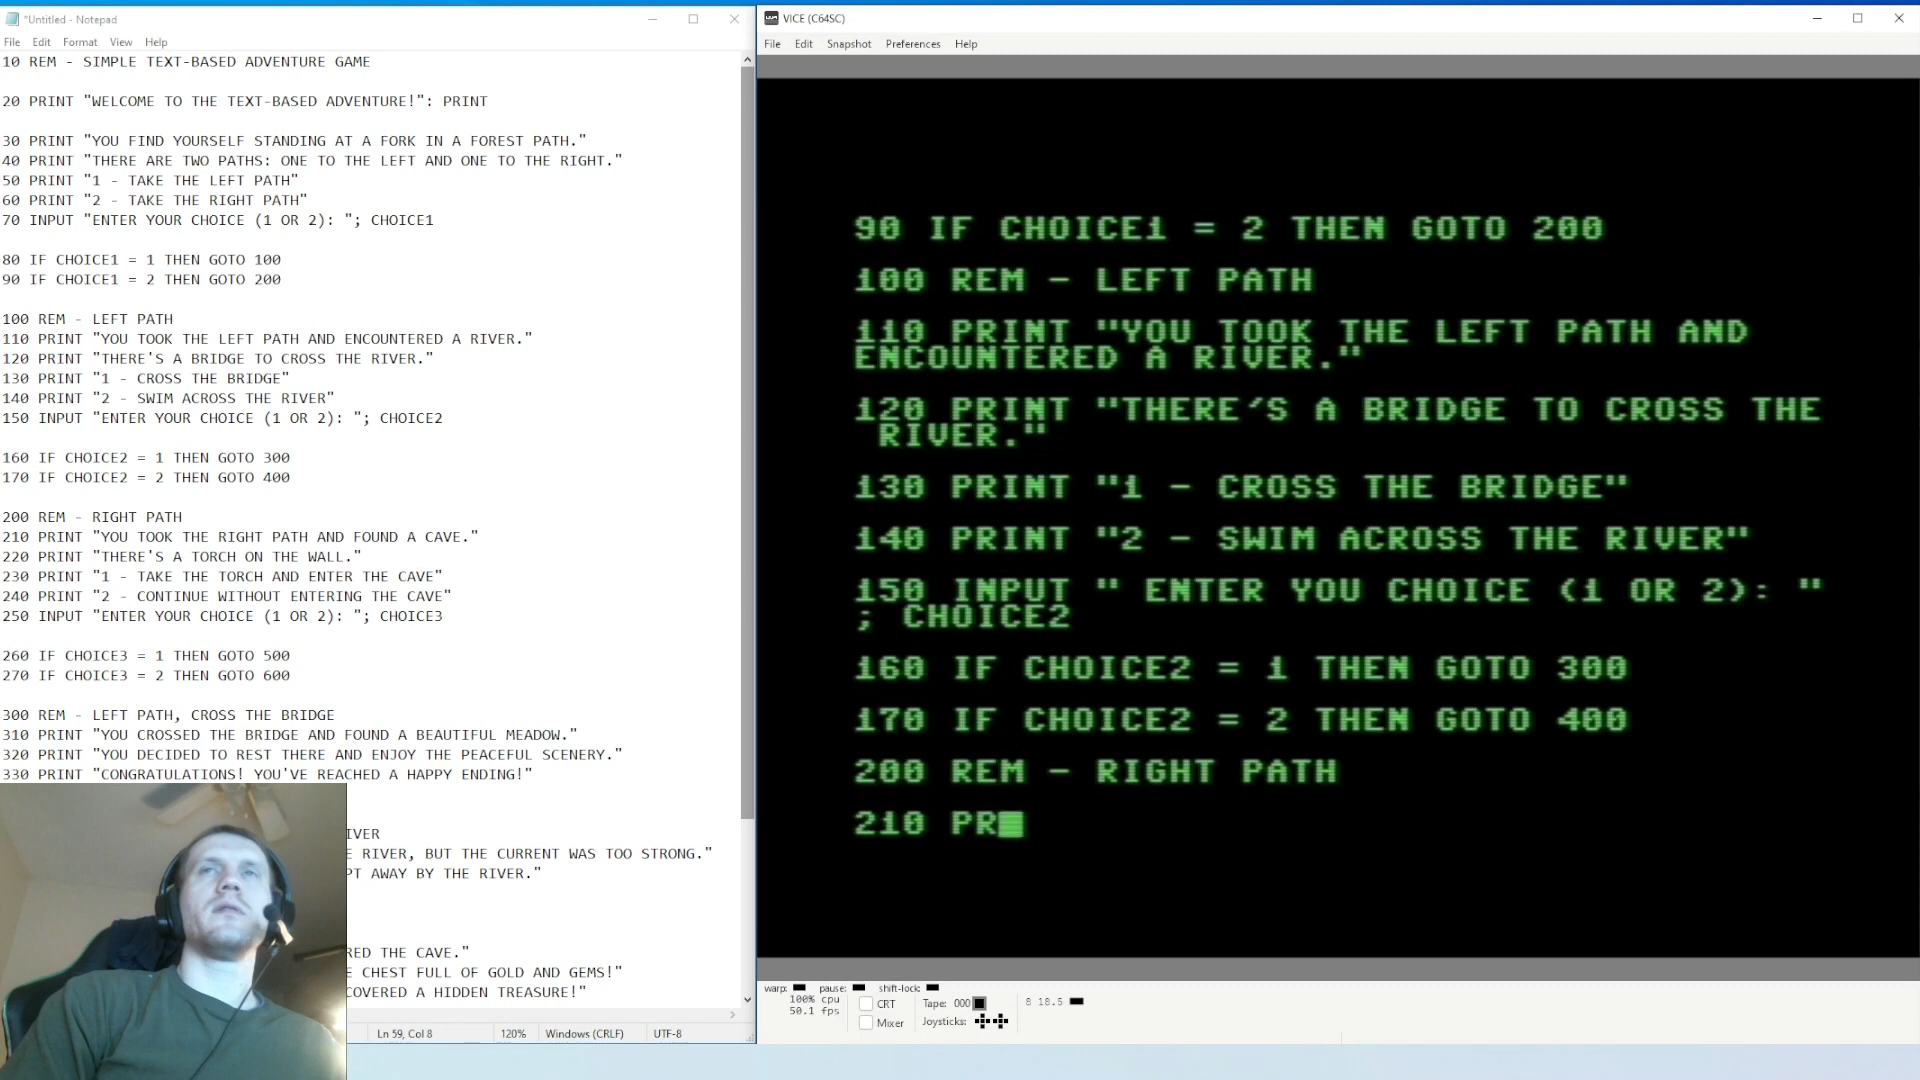 *Untitled - Notepad
File Edit Format View Help
10 REM - SIMPLE TEXT-BASED ADVENTURE GAME
20 PRINT "WELCOME TO THE TEXT-BASED ADVENTURE!": PRINT
30 PRINT "YOU FIND YOURSELF STANDING AT A FORK IN A FOREST PATH."
40 PRINT "THERE ARE TWO PATHS: ONE TO THE LEFT AND ONE TO THE RIGHT."
50 PRINT "1 - TAKE THE LEFT PATH"
60 PRINT "2 - TAKE THE RIGHT PATH"
70 INPUT "ENTER YOUR CHOICE (1 OR 2): "; CHOICE1
80 IF CHOICE1 = 1 THEN GOTO 100
90 IF CHOICE1 = 2 THEN GOTO 200
100 REM - LEFT PATH
110 PRINT "YOU TOOK THE LEFT PATH AND ENCOUNTERED A RIVER."
120 PRINT "THERE'S A BRIDGE TO CROSS THE RIVER."
130 PRINT "1 - CROSS THE BRIDGE"
140 PRINT "2 - SWIM ACROSS THE RIVER"
150 INPUT "ENTER YOUR CHOICE (1 OR 2): "; CHOICE2
160 IF CHOICE2 = 1 THEN GOTO 300
170 IF CHOICE2 = 2 THEN GOTO 400
200 REM - RIGHT PATH
210 PRINT "YOU TOOK THE RIGHT PATH AND FOUND A CAVE."
220 PRINT "THERE'S A TORCH ON THE WALL."
230 PRINT "1 - TAKE THE TORCH AND ENTER THE CAVE"
240 PRINT "2 - CONTINUE WITHOUT ENTERING THE CAVE"
250 INPUT "ENTER YOUR CHOICE (1 OR 2): "; CHOICE3
260 IF CHOICE3 = 1 THEN GOTO 500
270 IF CHOICE3 = 2 THEN GOTO 600
300 REM - LEFT PATH, CROSS THE BRIDGE
310 PRINT "YOU CROSSED THE BRIDGE AND FOUND A BEAUTIFUL MEADOW."
320 PRINT "YOU DECIDED TO REST THERE AND ENJOY THE PEACEFUL SCENERY."
330 PRINT "CONGRATULATIONS! YOU'VE REACHED A HAPPY ENDING!"
IVER
E RIVER, BUT THE CURRENT WAS TOO STRONG."
PT AWAY BY THE RIVER."
RED THE CAVE."
E CHEST FULL OF GOLD AND GEMS!"
COVERED A HIDDEN TREASURE!"
Ln 59, Col 8 120% Windows (CRLF) UTF-8
VICE (C64SC)
File Edit Snapshot Preferences Help
90 IF CHOICE1 = 2 THEN GOTO 200
100 REM - LEFT PATH
110 PRINT "YOU TOOK THE LEFT PATH AND
ENCOUNTERED A RIVER."
120 PRINT "THERE'S A BRIDGE TO CROSS THE
RIVER."
130 PRINT "1 - CROSS THE BRIDGE"
140 PRINT "2 - SWIM ACROSS THE RIVER"
150 INPUT " ENTER YOU CHOICE (1 OR 2): "
; CHOICE2
160 IF CHOICE2 = 1 THEN GOTO 300
170 IF CHOICE2 = 2 THEN GOTO 400
200 REM - RIGHT PATH
210 PR
warp: pause: shift-lock:
100% cpu
50.1 fps
CRT
Mixer
Tape: 000
Joysticks:
8 18.5